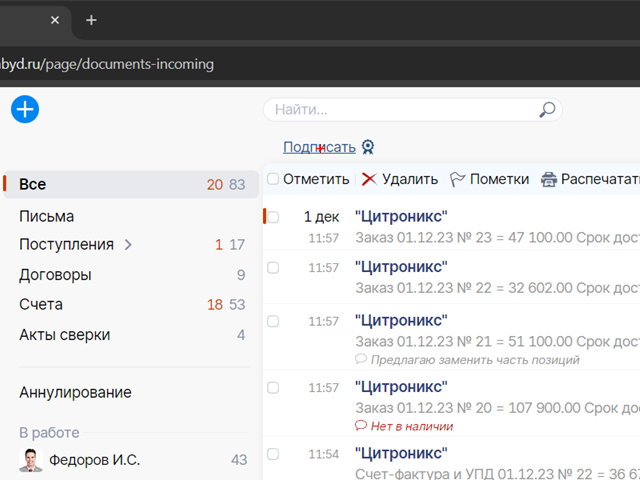 byd.ru/page/documents-incoming
Найти...
Подписать
Все 20 83
Отметить Удалить Пометки Распечатать
Письма
1 дек "Цитроникс"
11:57 Заказ 01.12.23 № 23 = 47 100.00 Срок дос
Поступления 1 17
"Цитроникс"
11:57 Заказ 01.12.23 № 22 = 32 602.00 Срок дос
Договоры 9
Счета 18 53
"Цитроникс"
11:57 Заказ 01.12.23 № 21 = 51 100.00 Срок дос
Предлагаю заменить часть позиций
Акты сверки 4
"Цитроникс"
11:57 Заказ 01.12.23 № 20 = 107 900.00 Срок дос
Нет в наличии
Аннулирование
В работе
Федоров И.С. 43
"Цитроникс"
11:54 Счет-фактура и УПД 01.12.23 № 22 = 36 6